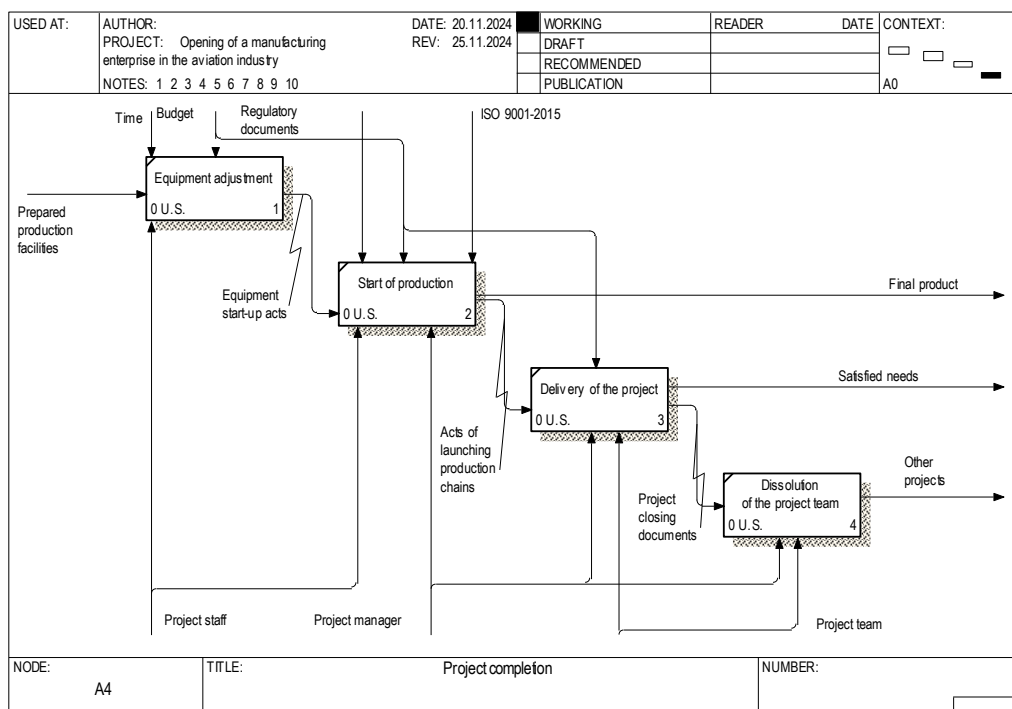 USED AT:
AUTHOR:
DATE: 20.11.2024
PROJECT: Opening of a manufacturing
REV: 25.11.2024
enterprise in the aviation industry
NOTES: 1 2 3 4 5 6 7 8 9 10
WORKING
DRAFT
RECOMMENDED
PUBLICATION
READER
DATE
CONTEXT:
A0
Time
Budget
Regulatory
documents
ISO 9001-2015
Equipment adjustment
0 U.S.
1
Prepared
production
facilities
Equipment
start-up acts
Start of production
0 U.S.
2
Final product
Delivery of the project
0 U.S.
3
Satisfied needs
Acts of
launching
production
chains
Project
closing
documents
Dissolution
of the project team
0 U.S.
4
Other
projects
Project staff
Project manager
Project team
NODE:
A4
TITLE:
Project completion
NUMBER: